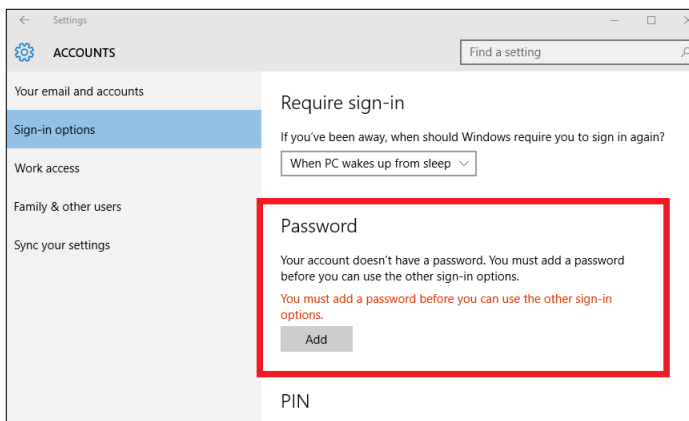 Settings
ACCOUNTS
Find a setting
Your email and accounts
Sign-in options
Work access
Family & other users
Sync your settings
Require sign-in
If you've been away, when should Windows require you to sign in again?
When PC wakes up from sleep
Password
Your account doesn't have a password. You must add a password
before you can use the other sign-in options.
You must add a password before you can use the other sign-in
options.
Add
PIN